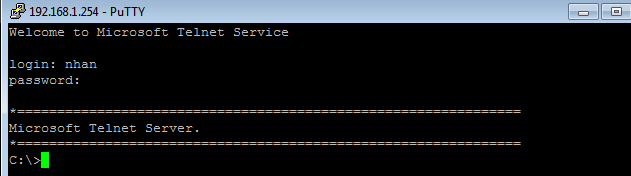 192.168.1.254 - PuTTY
Welcome to Microsoft Telnet Service
login: nhan
password:
*===============================================================
Microsoft Telnet Server.
*===============================================================
C:\>